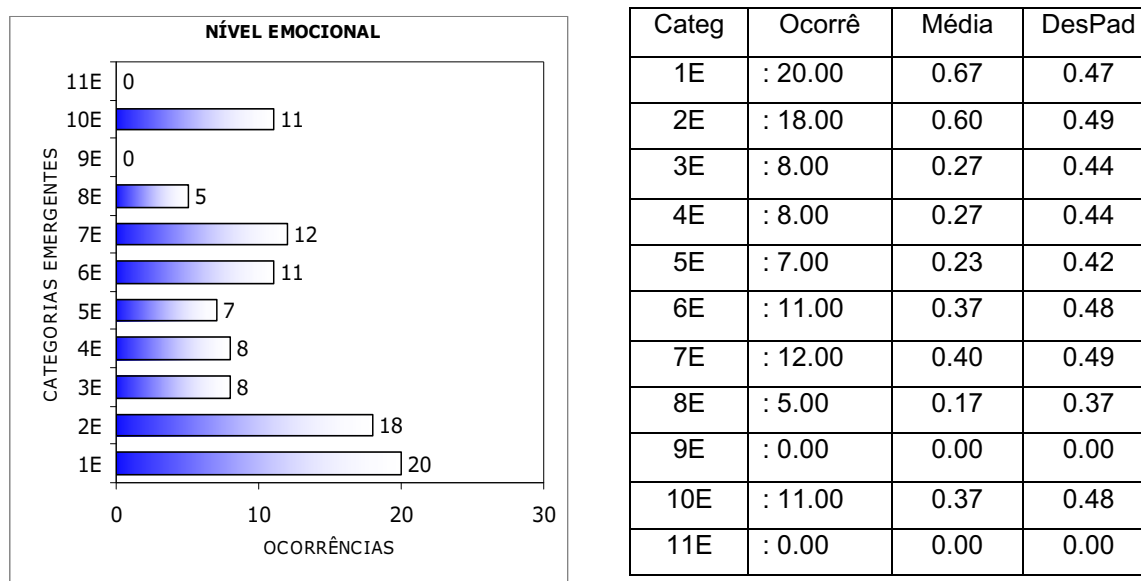 NÍVEL EMOCIONAL
CATEGORIAS EMERGENTES
11E 0
10E 11
9E 0
8E 5
7E 12
6E 11
5E 7
4E 8
3E 8
2E 18
1E 20
0 10 20 30
OCORRÊNCIAS
Categ Ocorrê Média DesPad
1E : 20.00 0.67 0.47
2E : 18.00 0.60 0.49
3E : 8.00 0.27 0.44
4E : 8.00 0.27 0.44
5E : 7.00 0.23 0.42
6E : 11.00 0.37 0.48
7E : 12.00 0.40 0.49
8E : 5.00 0.17 0.37
9E : 0.00 0.00 0.00
10E : 11.00 0.37 0.48
11E : 0.00 0.00 0.00